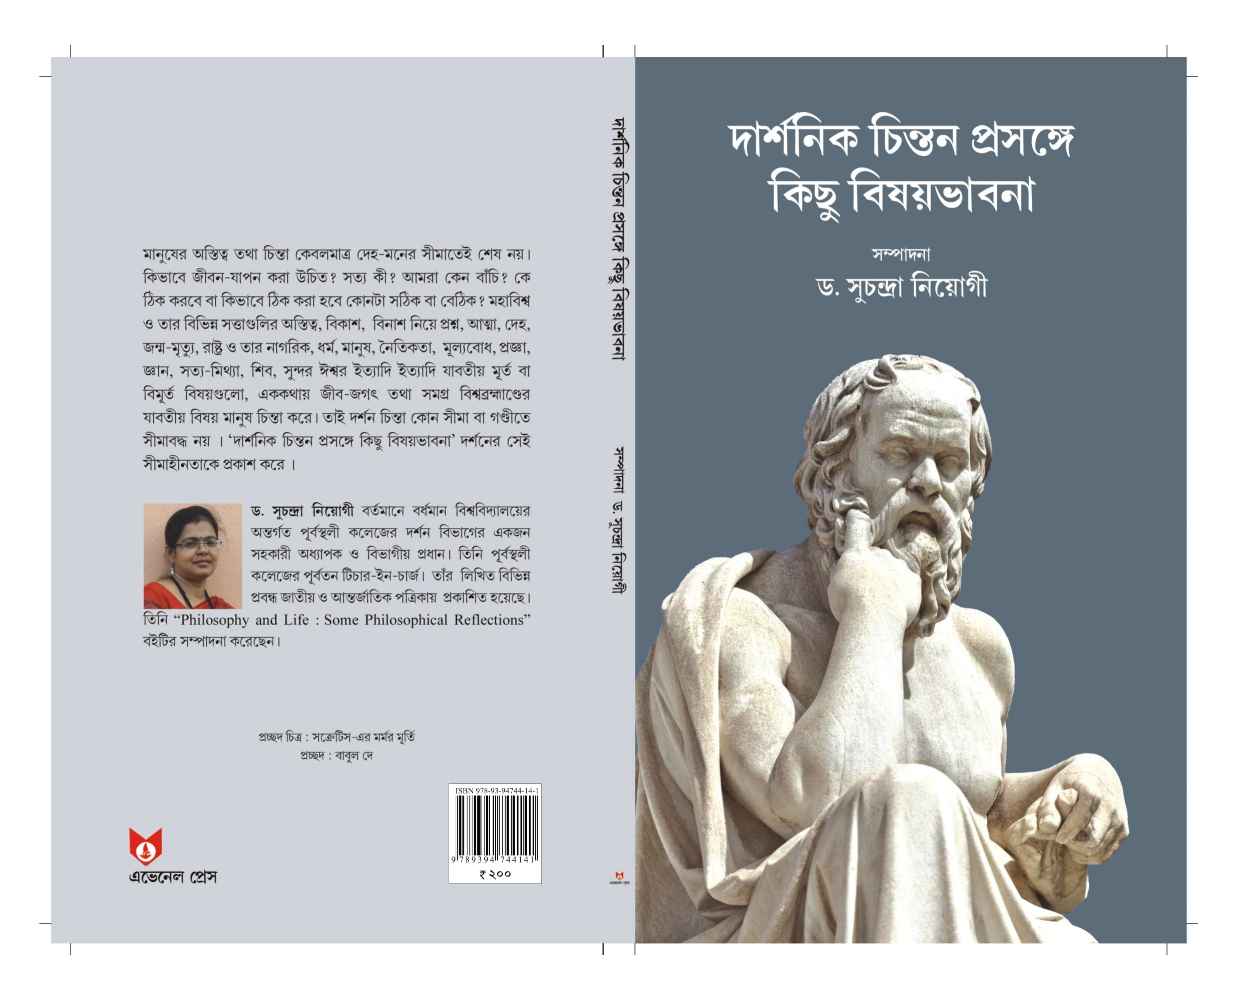 মানুষের অস্তিত্ব তথা চিন্তা কেবলমাত্র দেহ-মনের সীমাতেই শেষ নয়।
কিভাবে জীবন-যাপন করা উচিত? সত্য কী? আমরা কেন বাঁচি? কে
ঠিক করবে বা কিভাবে ঠিক করা হবে কোনটা সঠিক বা বেঠিক? মহাবিশ্ব
ও তার বিভিন্ন সত্তাগুলির অস্তিত্ব, বিকাশ, বিনাশ নিয়ে প্রশ্ন, আত্মা, দেহ,
জন্ম-মৃত্যু, রাষ্ট্র ও তার নাগরিক, ধর্ম, মানুষ, নৈতিকতা, মূল্যবোধ, প্রজ্ঞা,
জ্ঞান, সত্য-মিথ্যা, শিব, সুন্দর ঈশ্বর ইত্যাদি ইত্যাদি যাবতীয় মূর্ত বা
বিমূর্ত বিষয়গুলো, এককথায় জীব-জগৎ তথা সমগ্র বিশ্বব্রহ্মাণ্ডের
যাবতীয় বিষয় মানুষ চিন্তা করে। তাই দর্শন চিন্তা কোন সীমা বা গণ্ডীতে
সীমাবদ্ধ নয় । ‘দার্শনিক চিন্তন প্রসঙ্গে কিছু বিষয়ভাবনা’ দর্শনের সেই
সীমাহীনতাকে প্রকাশ করে ।
ড. সুচন্দ্রা নিয়োগী বর্তমানে বর্ধমান বিশ্ববিদ্যালয়ের
অন্তর্গত পূর্বস্থলী কলেজের দর্শন বিভাগের একজন
সহকারী অধ্যাপক ও বিভাগীয় প্রধান। তিনি পূর্বস্থলী
কলেজের পূর্বতন টিচার-ইন-চার্জ। তাঁর লিখিত বিভিন্ন
প্রবন্ধ জাতীয় ও আন্তর্জাতিক পত্রিকায় প্রকাশিত হয়েছে।
তিনি “Philosophy and Life : Some Philosophical Reflections”
বইটির সম্পাদনা করেছেন।
প্রচ্ছদ চিত্র : সক্রেটিস-এর মর্মর মূর্তি
প্রচ্ছদ : বাবুল দে
ISBN 978-93-94744-14-1
9 789394 744141
₹ ২০০
এভেনেল প্রেস
দার্শনিক চিন্তন প্রসঙ্গে কিছু বিষয়ভাবনা
সম্পাদনা ড. সুচন্দ্রা নিয়োগী
এভেনেল প্রেস
দার্শনিক চিন্তন প্রসঙ্গে
কিছু বিষয়ভাবনা
সম্পাদনা
ড. সুচন্দ্রা নিয়োগী